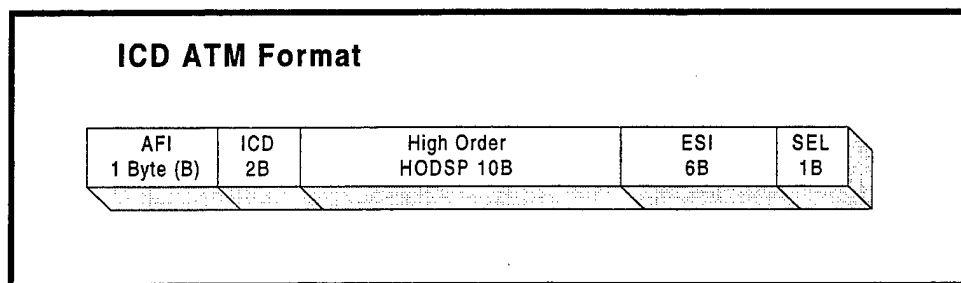 ICD ATM Format
AFI
1 Byte (B)
ICD
2B
High Order
HODSP 10B
ESI
6B
SEL
1B